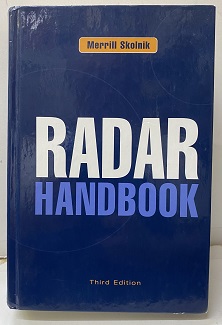 Merrill Skolnik
RADAR
HANDBOOK
Third Edition